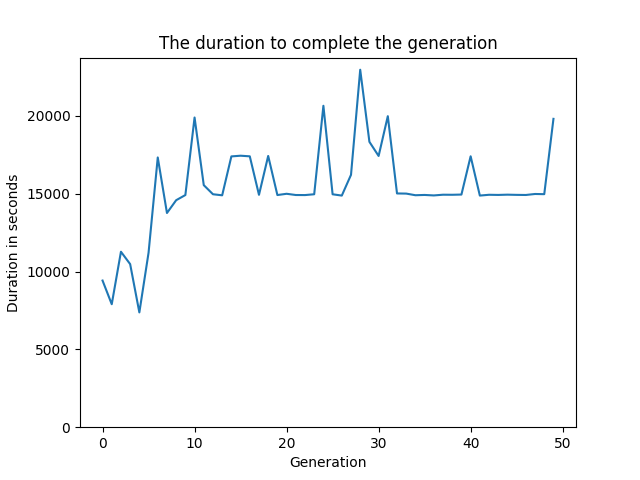 The duration to complete the generation
Duration in seconds
20000
15000
10000
5000
0
0 10 20 30 40 50
Generation